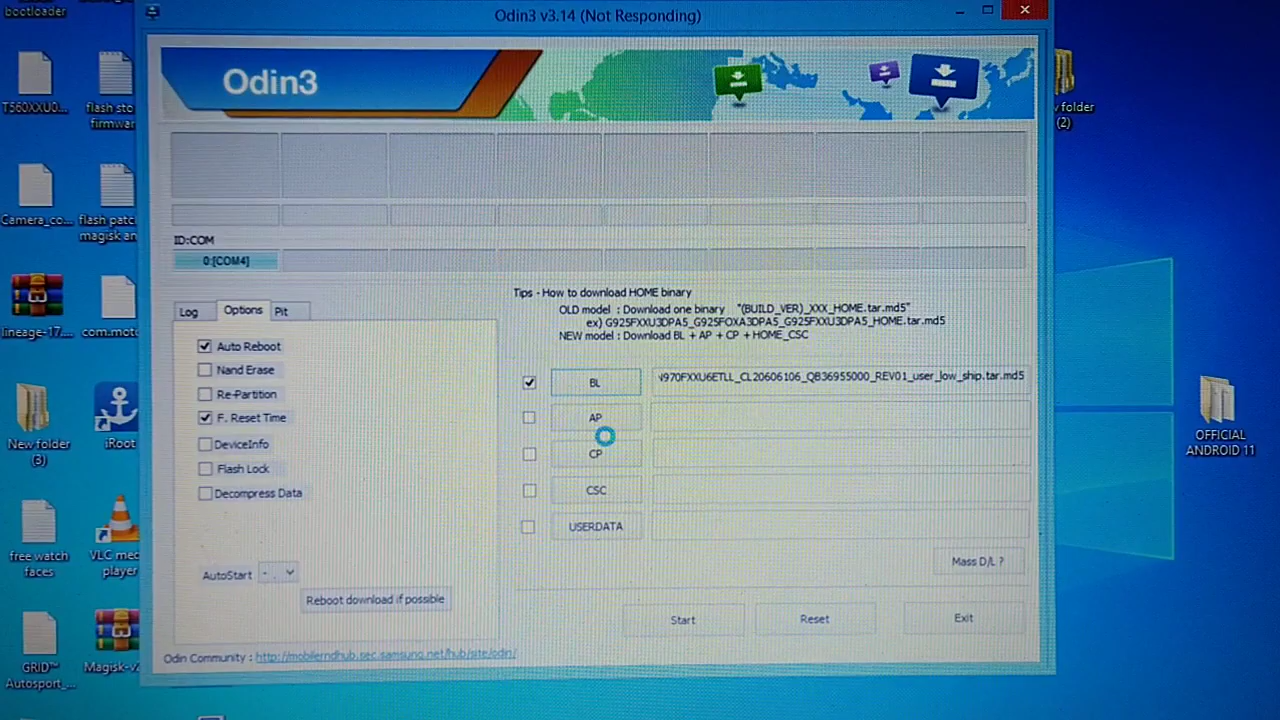 bootloader
Odin3 v3.14 (Not Responding)
Odin3
T560XXU0...
flash sto
firmware
folder
(2)
Camera_co...
flash patc
magisk an
ID:COM
0:[COM4]
lineage-17....
com.moto
Log
Options
Pit
Tips - How to download HOME binary
OLD model : Download one binary "(BUILD_VER)_XXX_HOME.tar.md5"
ex) G925FXXU3DPA5_G925FOXA3DPA5_G925FXXU3DPA5_HOME.tar.md5
NEW model : Download BL + AP + CP + HOME_CSC
Auto Reboot
Nand Erase
Re-Partition
F. Reset Time
DeviceInfo
Flash Lock
Decompress Data
BL
N970FXXU6ETLL_CL20606106_QB36955000_REV01_user_low_ship.tar.md5
AP
CP
CSC
USERDATA
New folder
(3)
iRoot
OFFICIAL
ANDROID 11
free watch
faces
VLC med
player
AutoStart
-
Reboot download if possible
Mass D/L ?
Start
Reset
Exit
GRID™
Autosport_...
Magisk-v2
Odin Community : http://mobilerndhub.sec.samsung.net/hub/site/odin/